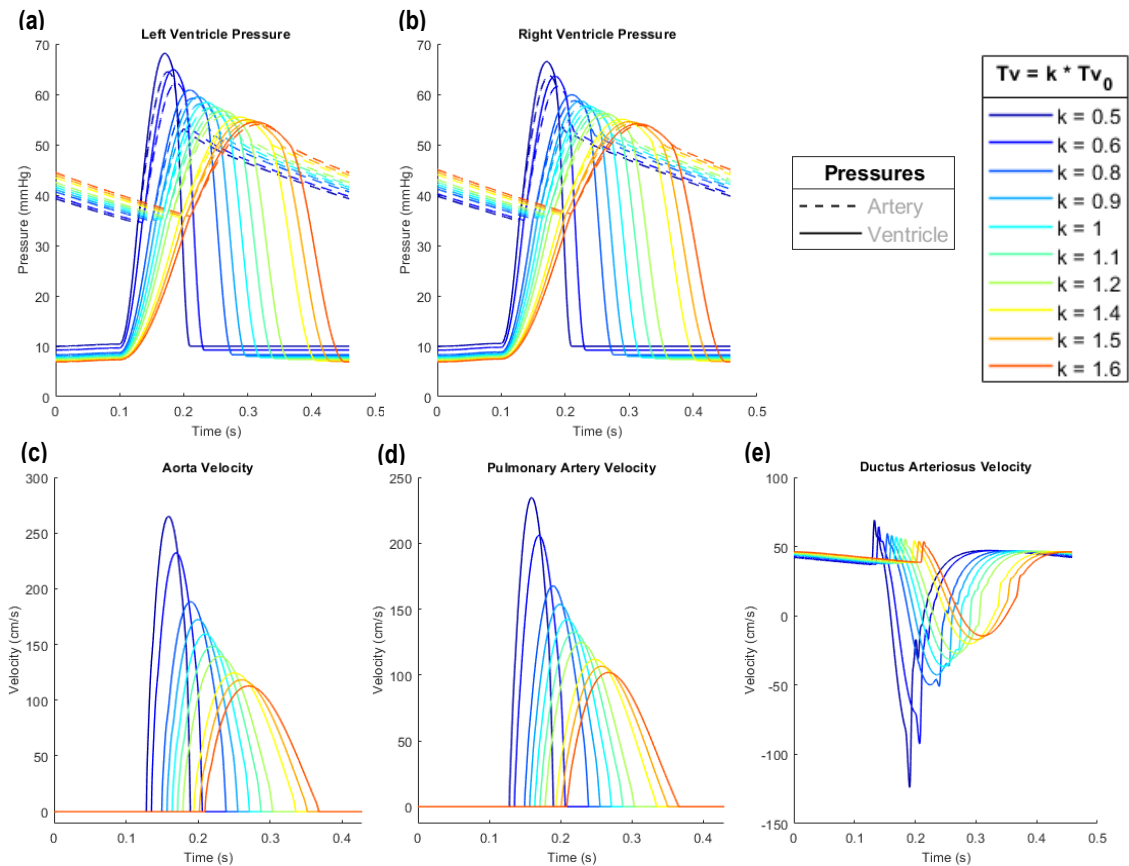 (a)
Left Ventricle Pressure
70
60
50
40
30
20
10
0
Pressure (mmHg)
0
0.1
0.2
0.3
0.4
0.5
Time (s)
(b)
Right Ventricle Pressure
70
60
50
40
30
20
10
0
Pressure (mmHg)
0
0.1
0.2
0.3
0.4
0.5
Time (s)
Pressures
Artery
Ventricle
Tv = k * Tv0
k = 0.5
k = 0.6
k = 0.8
k = 0.9
k = 1
k = 1.1
k = 1.2
k = 1.4
k = 1.5
k = 1.6
(c)
Aorta Velocity
300
250
200
150
100
50
0
Velocity (cm/s)
0
0.1
0.2
0.3
0.4
Time (s)
(d)
Pulmonary Artery Velocity
250
200
150
100
50
0
Velocity (cm/s)
0
0.1
0.2
0.3
0.4
Time (s)
(e)
Ductus Arteriosus Velocity
100
50
0
-50
-100
-150
Velocity (cm/s)
0
0.1
0.2
0.3
0.4
0.5
Time (s)